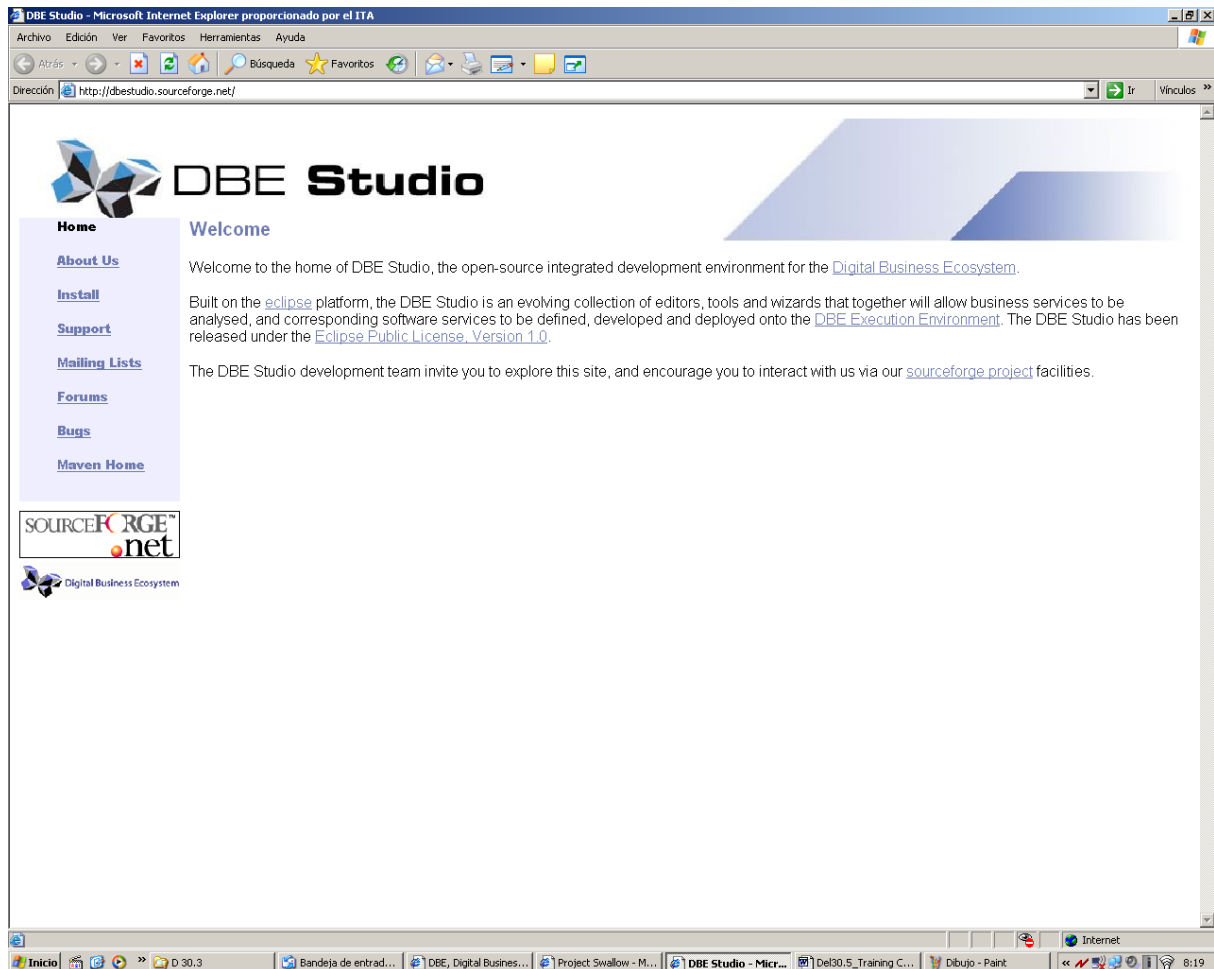 DBE Studio - Microsoft Internet Explorer proporcionado por el ITA
Archivo Edición Ver Favoritos Herramientas Ayuda
Atrás Búsqueda Favoritos
Dirección http://dbestudio.sourceforge.net/ Ir Vínculos »
DBE Studio
Home
About Us
Install
Support
Mailing Lists
Forums
Bugs
Maven Home
SOURCEFORGE™
.net
Digital Business Ecosystem
Welcome
Welcome to the home of DBE Studio, the open-source integrated development environment for the Digital Business Ecosystem.
Built on the eclipse platform, the DBE Studio is an evolving collection of editors, tools and wizards that together will allow business services to be
analysed, and corresponding software services to be defined, developed and deployed onto the DBE Execution Environment. The DBE Studio has been
released under the Eclipse Public License, Version 1.0.
The DBE Studio development team invite you to explore this site, and encourage you to interact with us via our sourceforge project facilities.
Internet
Inicio » D 30.3 Bandeja de entrad... DBE, Digital Busines... Project Swallow - M... DBE Studio - Micr... Del30.5_Training C... Dibujo - Paint « 8:19